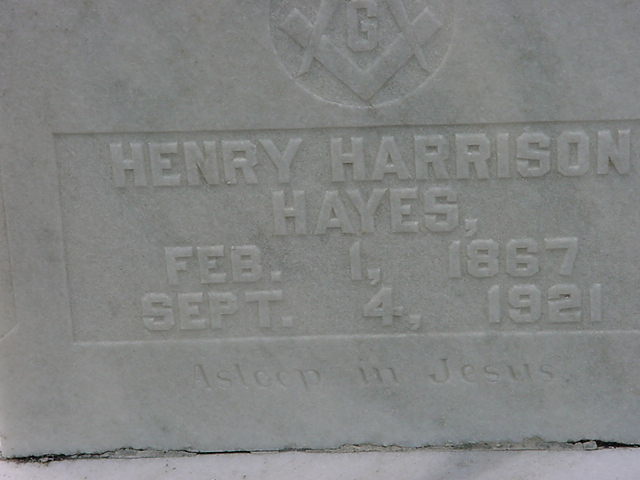 G
HENRY HARRISON
HAYES,
FEB. 1, 1867
SEPT. 4, 1921
Asleep in Jesus.